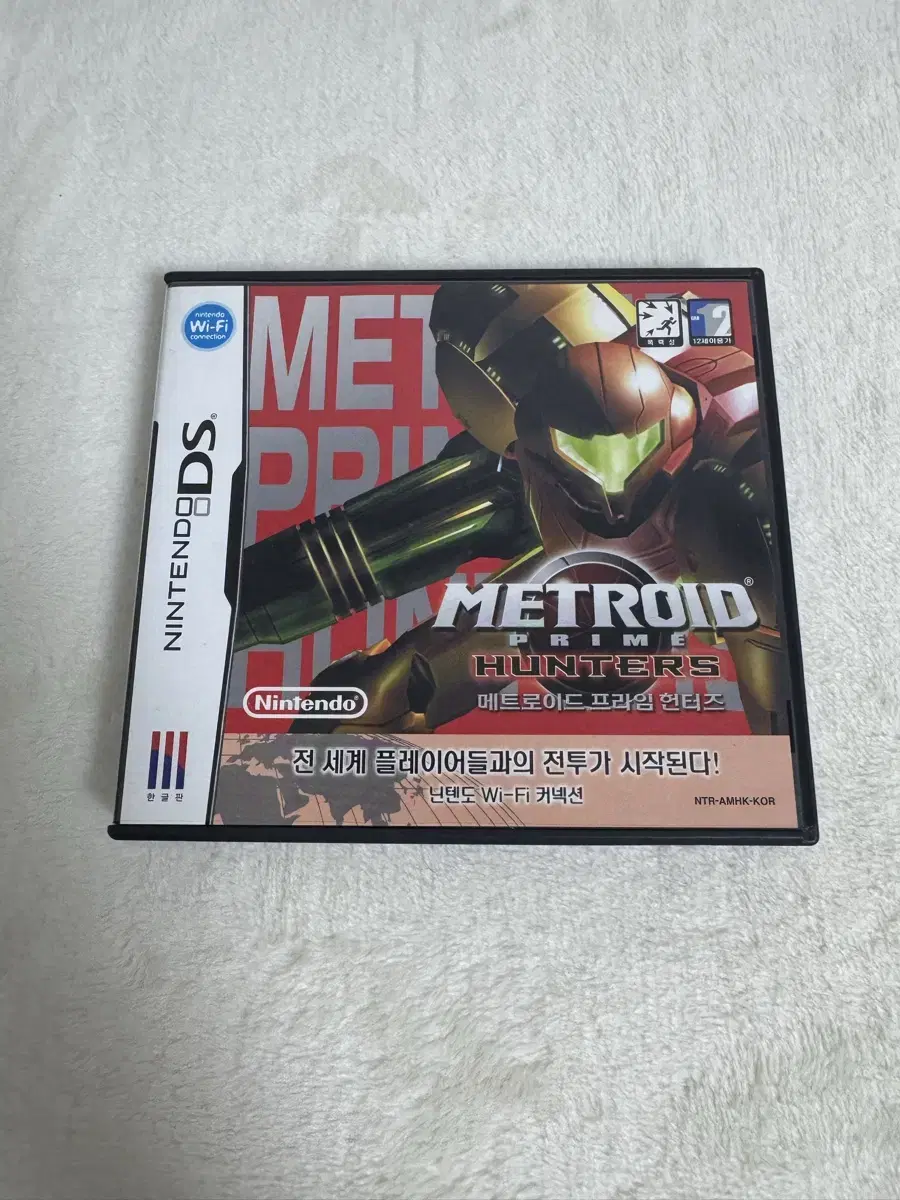 nintendo
Wi-Fi
connection
NINTENDO DS®
한글판
MET
PRI
폭력성
12
12세이용가
METROID®
PRIME
HUNTERS
메트로이드 프라임 헌터즈
Nintendo®
전 세계 플레이어들과의 전투가 시작된다!
닌텐도 Wi-Fi 커넥션
NTR-AMHK-KOR